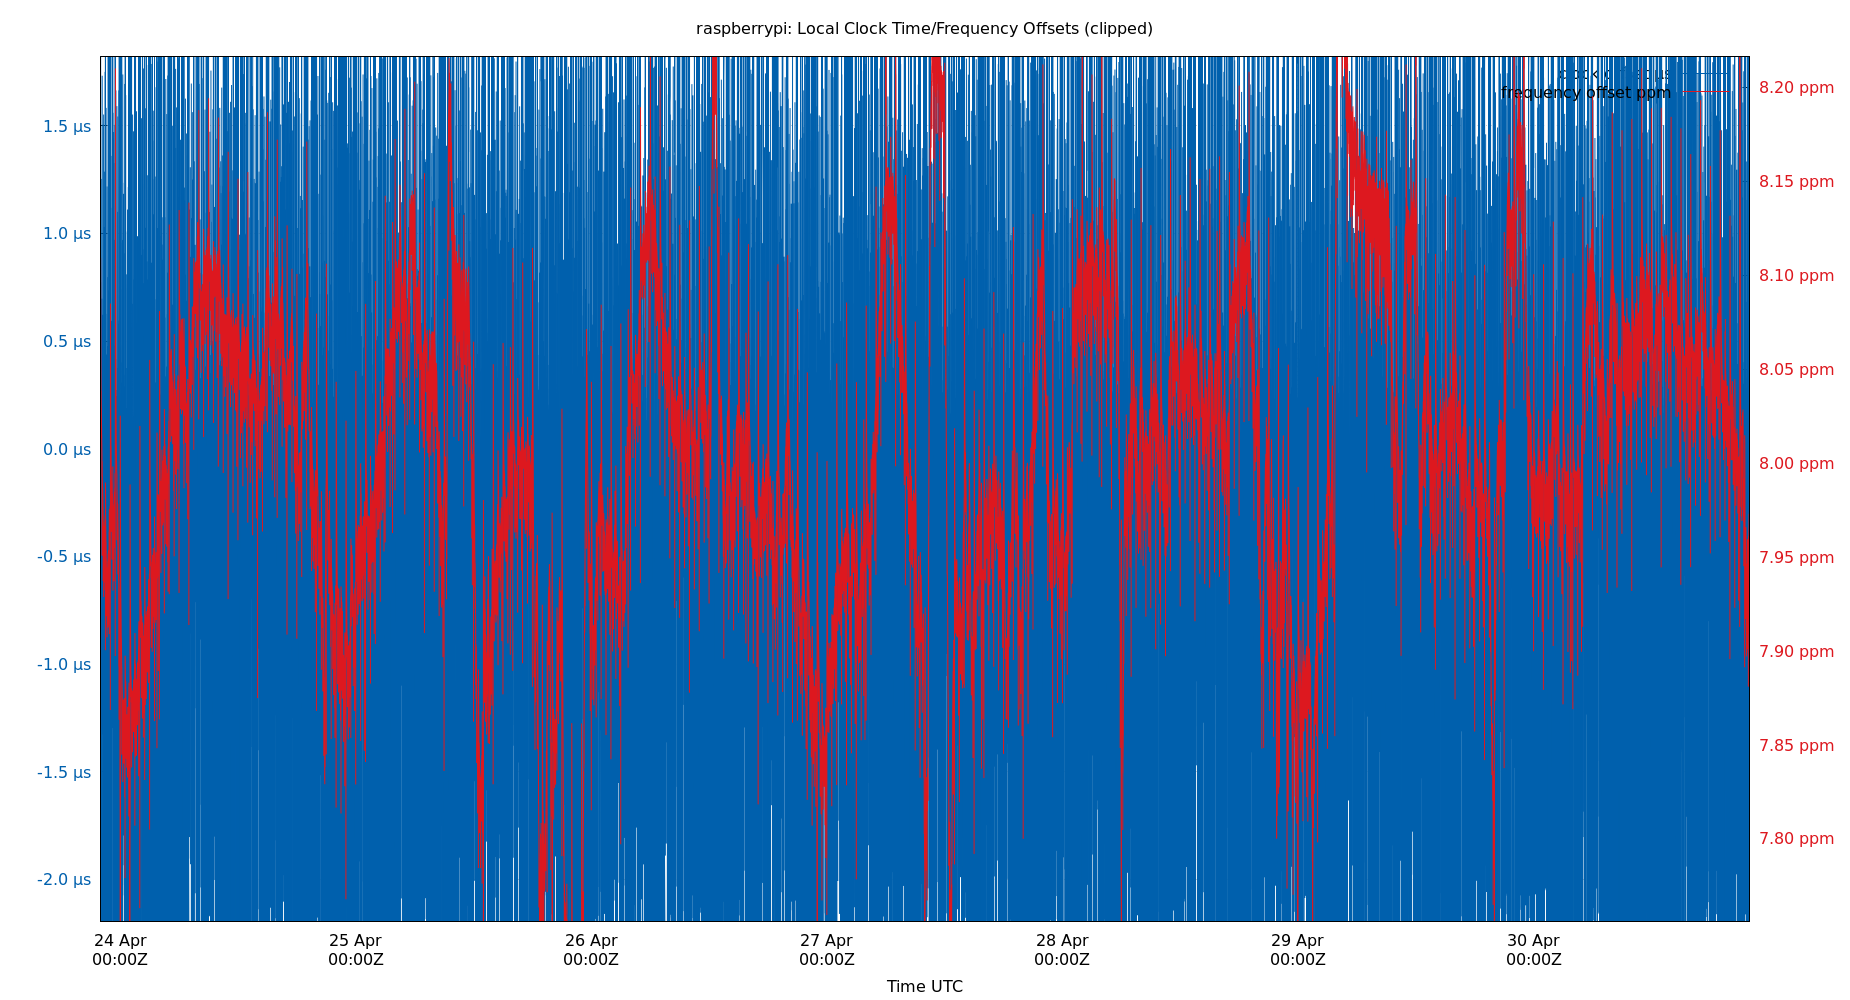 raspberrypi: Local Clock Time/Frequency Offsets (clipped)
frequency offset ppm
1.5 µs
1.0 µs
0.5 µs
0.0 µs
-0.5 µs
-1.0 µs
-1.5 µs
-2.0 µs
8.20 ppm
8.15 ppm
8.10 ppm
8.05 ppm
8.00 ppm
7.95 ppm
7.90 ppm
7.85 ppm
7.80 ppm
24 Apr 25 Apr 26 Apr 27 Apr 28 Apr 29 Apr 30 Apr
00:00Z 00:00Z 00:00Z 00:00Z 00:00Z 00:00Z 00:00Z
Time UTC